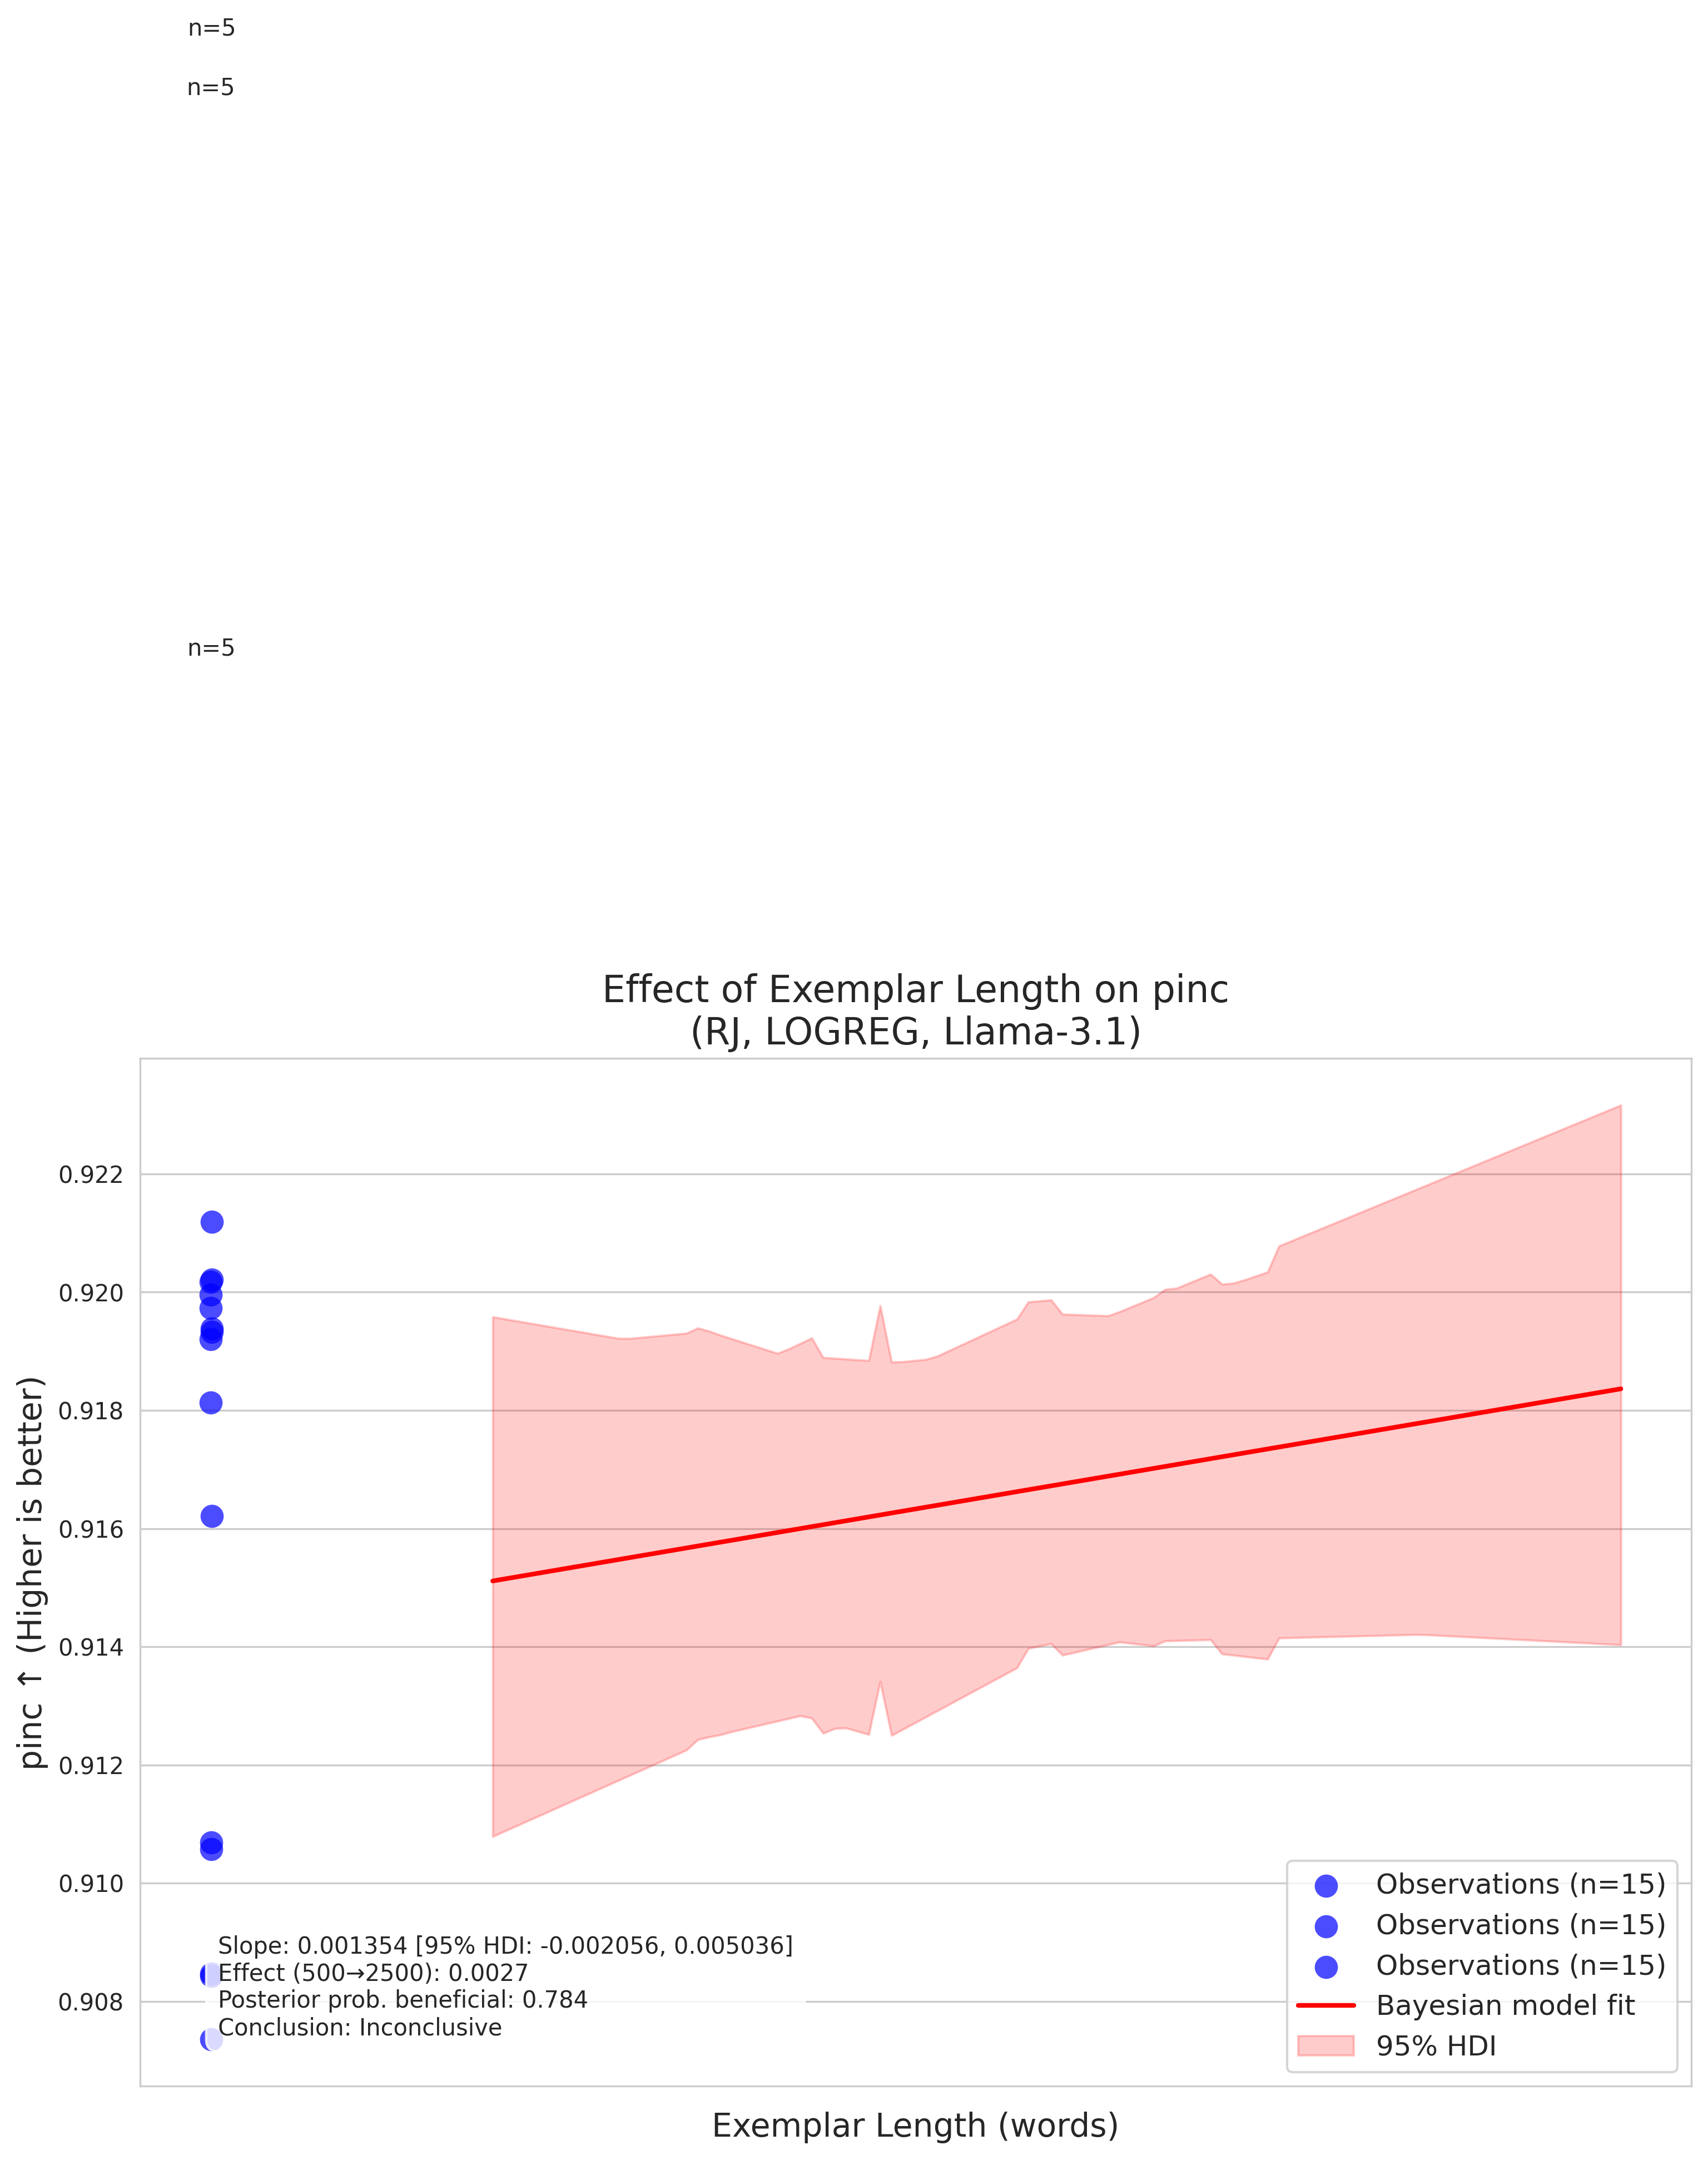 n=5
n=5
n=5
Effect of Exemplar Length on pinc
(RJ, LOGREG, Llama-3.1)
pinc ↑ (Higher is better)
0.922
0.920
0.918
0.916
0.914
0.912
0.910
0.908
Slope: 0.001354 [95% HDI: -0.002056, 0.005036]
Effect (500→2500): 0.0027
Posterior prob. beneficial: 0.784
Conclusion: Inconclusive
Observations (n=15)
Observations (n=15)
Observations (n=15)
Bayesian model fit
95% HDI
Exemplar Length (words)